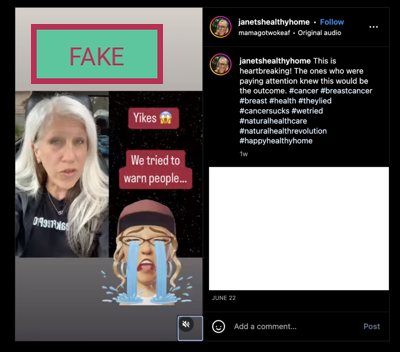 FAKE
Yikes 😱
We tried to
warn people...
janetshealthyhome • Follow
mamagotwokeaf • Original audio
janetshealthyhome This is
heartbreaking! The ones who were
paying attention knew this would be
the outcome. #cancer #breastcancer
#breast #health #theylied
#cancersucks #wetried
#naturalhealthcare
#naturalhealthrevolution
#happyhealthyhome
1w
JUNE 22
Add a comment...
Post